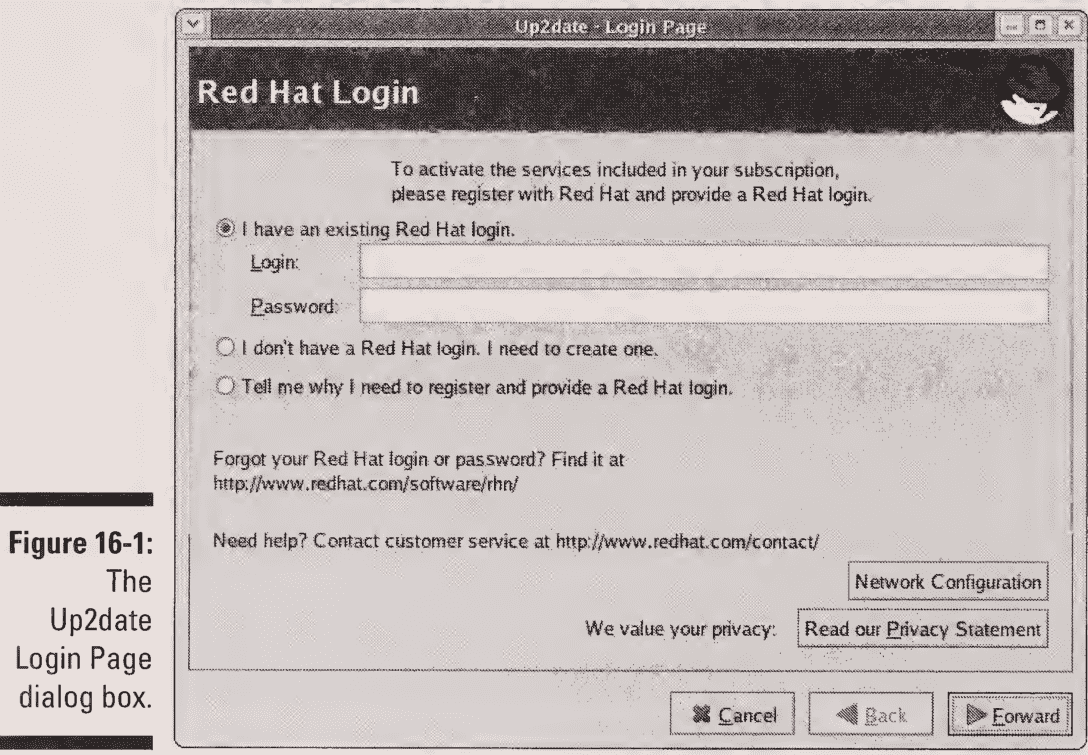 Up2date - Login Page
Red Hat Login
To activate the services included in your subscription,
please register with Red Hat and provide a Red Hat login.
I have an existing Red Hat login.
Login:
Password:
I don't have a Red Hat login. I need to create one.
Tell me why I need to register and provide a Red Hat login.
Forgot your Red Hat login or password? Find it at
http://www.redhat.com/software/rhn/
Need help? Contact customer service at http://www.redhat.com/contact/
Network Configuration
We value your privacy:
Read our Privacy Statement
Cancel
Back
Forward
Figure 16-1:
The
Up2date
Login Page
dialog box.